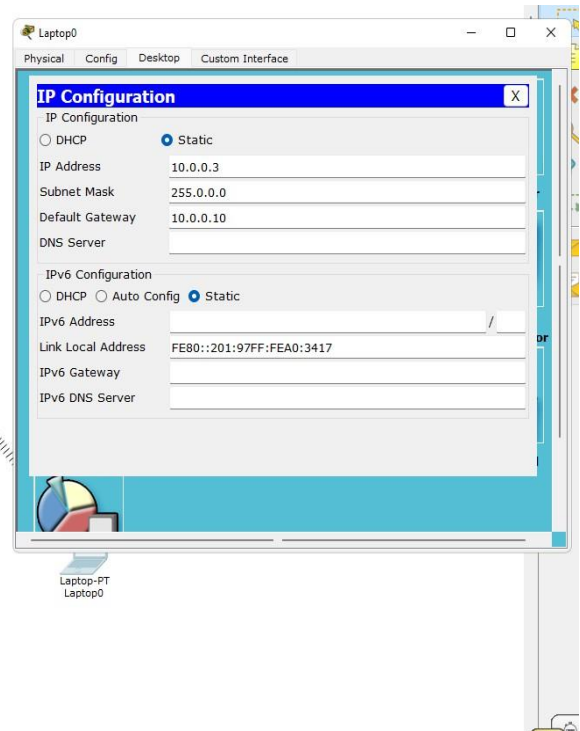 Laptop0
Physical Config Desktop Custom Interface
IP Configuration X
IP Configuration
DHCP Static
IP Address 10.0.0.3
Subnet Mask 255.0.0.0
Default Gateway 10.0.0.10
DNS Server
IPv6 Configuration
DHCP Auto Config Static
IPv6 Address /
or
Link Local Address FE80::201:97FF:FEA0:3417
IPv6 Gateway
IPv6 DNS Server
Laptop-PT
Laptop0